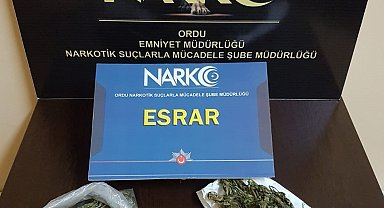 NARKO
ORDU
EMNİYET MÜDÜRLÜĞÜ
NARKOTİK SUÇLARLA MÜCADELE ŞUBE MÜDÜRLÜĞÜ
NARKO
ORDU NARKOTİK SUÇLARLA MÜCADELE ŞUBE MÜDÜRLÜĞÜ
ESRAR